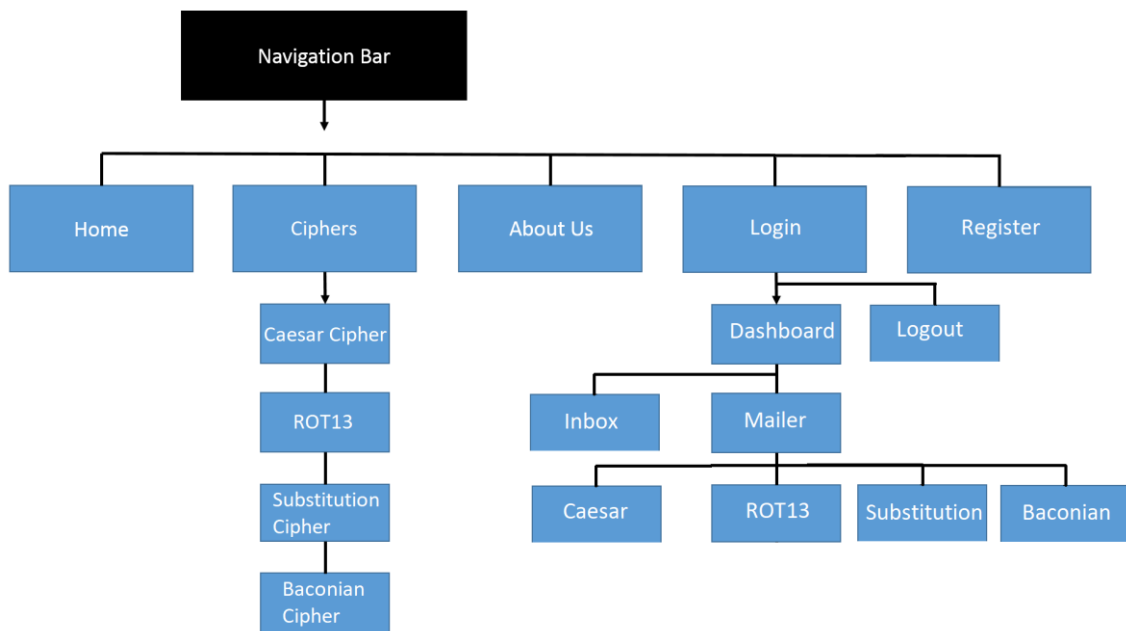 Navigation Bar
Home
Ciphers
About Us
Login
Register
Caesar Cipher
Dashboard
Logout
ROT13
Inbox
Mailer
Substitution
Cipher
Caesar
ROT13
Substitution
Baconian
Baconian
Cipher